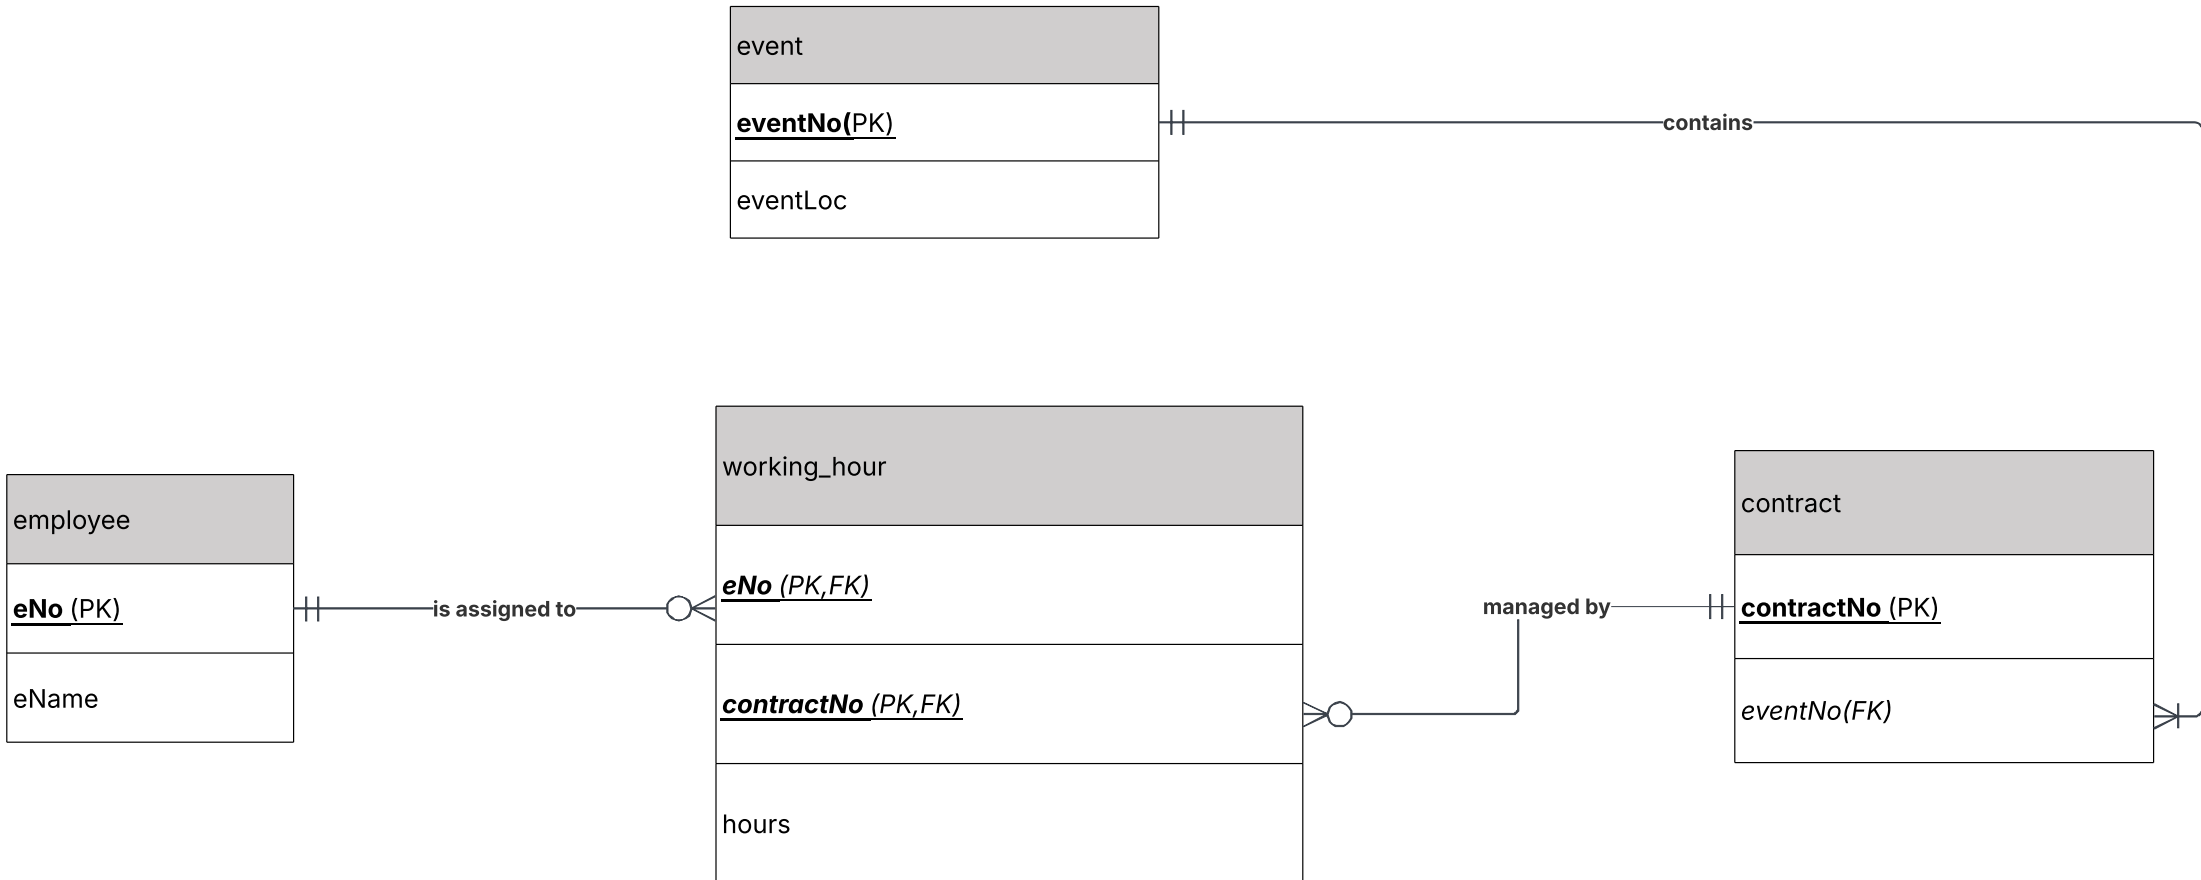 event
eventNo(PK)
contains
eventLoc
working_hour
employee
eNo (PK,FK)
eNo (PK)
is assigned to
contractNo (PK,FK)
eName
hours
contract
managed by
contractNo (PK)
eventNo(FK)